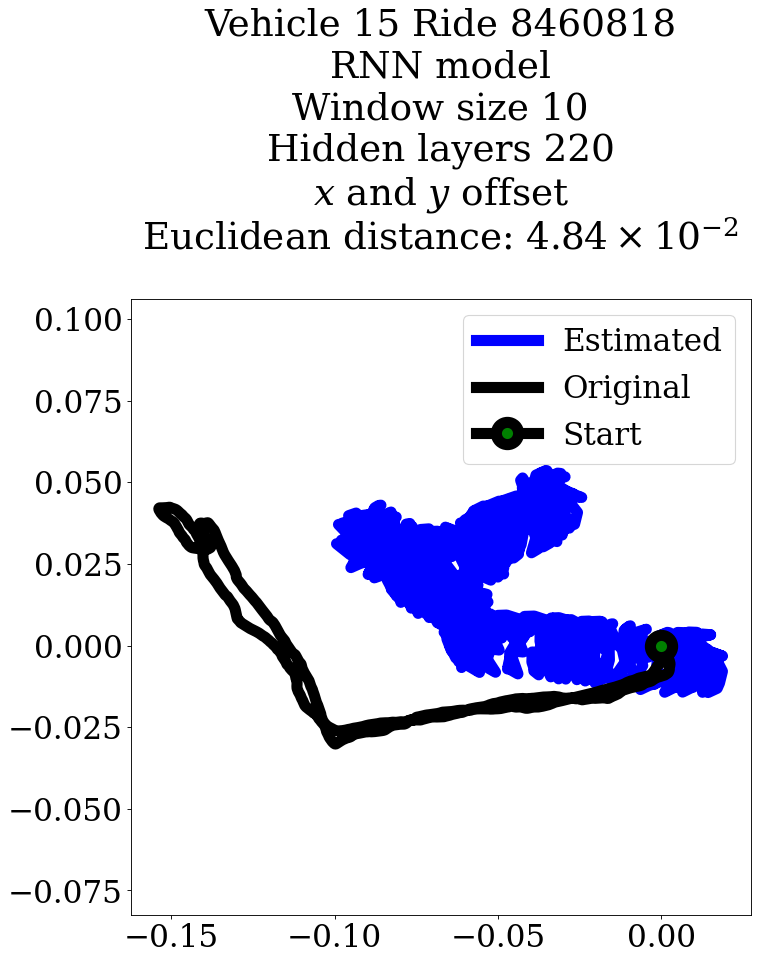 Vehicle 15 Ride 8460818
RNN model
Window size 10
Hidden layers 220
x and y offset
Euclidean distance: 4.84 × 10⁻²
Estimated
Original
Start
0.100
0.075
0.050
0.025
0.000
−0.025
−0.050
−0.075
−0.15 −0.10 −0.05 0.00